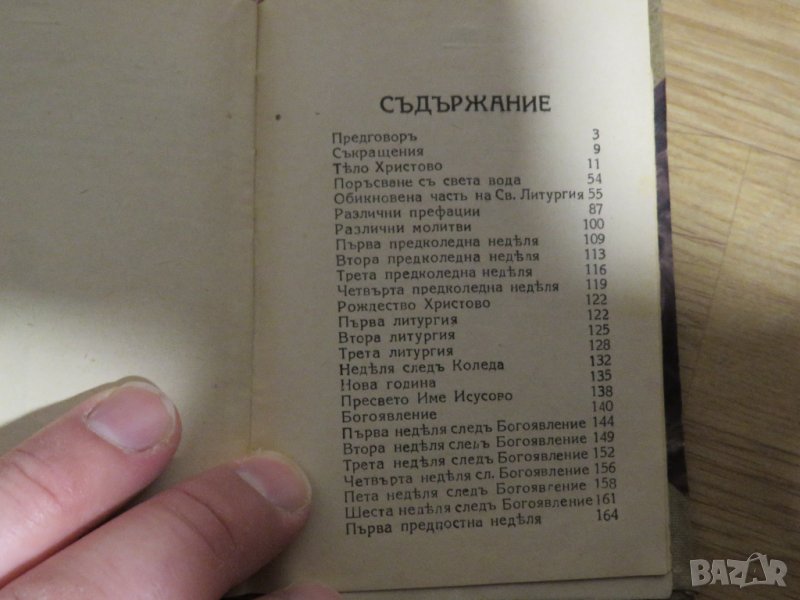 СЪДЪРЖАНИЕ
Предговоръ 3
Съкращения 9
Тѣло Христово 11
Порѣсване съ света вода 54
Обикновена часть на Св. Литургия 55
Различни префации 87
Различни молитви 100
Първа предколедна недѣля 109
Втора предколедна недѣля 113
Трета предколедна недѣля 116
Четвърта предколедна недѣля 119
Рождество Христово 122
Първа литургия 122
Втора литургия 125
Трета литургия 128
Недѣля следъ Коледа 132
Нова година 135
Пресвето Име Исусово 138
Богоявление 140
Първа недѣля следъ Богоявление 144
Втора недѣля следъ Богоявление 149
Трета недѣля следъ Богоявление 152
Четвърта недѣля сл. Богоявление 156
Пета недѣля следъ Богоявление 158
Шеста недѣля следъ Богоявление 161
Първа предпостна недѣля 164
BAZAR